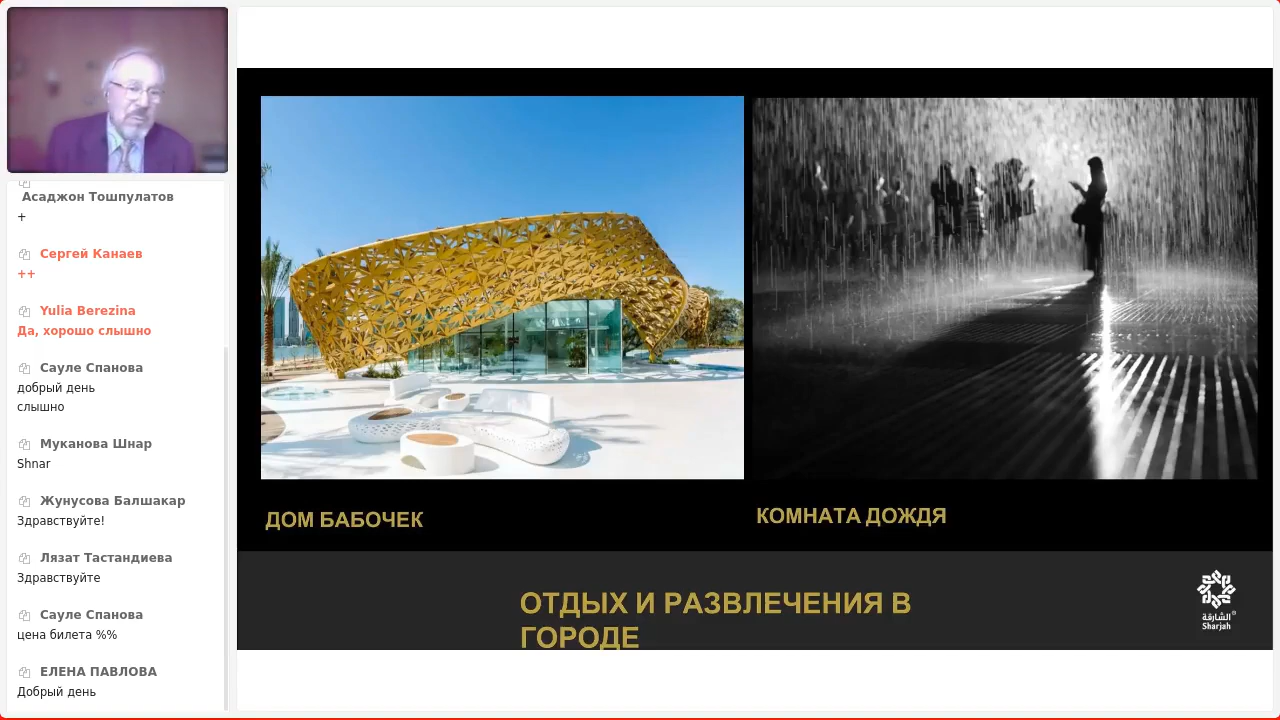 Асаджон Тошпулатов
+
Сергей Канаев
++
Yulia Berezina
Да, хорошо слышно
Сауле Спанова
добрый день
слышно
Муканова Шнар
Shnar
Жунусова Балшакар
Здравствуйте!
Лязат Тастандиева
Здравствуйте
Сауле Спанова
цена билета %%
ЕЛЕНА ПАВЛОВА
Добрый день
ДОМ БАБОЧЕК
КОМНАТА ДОЖДЯ
ОТДЫХ И РАЗВЛЕЧЕНИЯ В
ГОРОДЕ
الشارقة
Sharjah